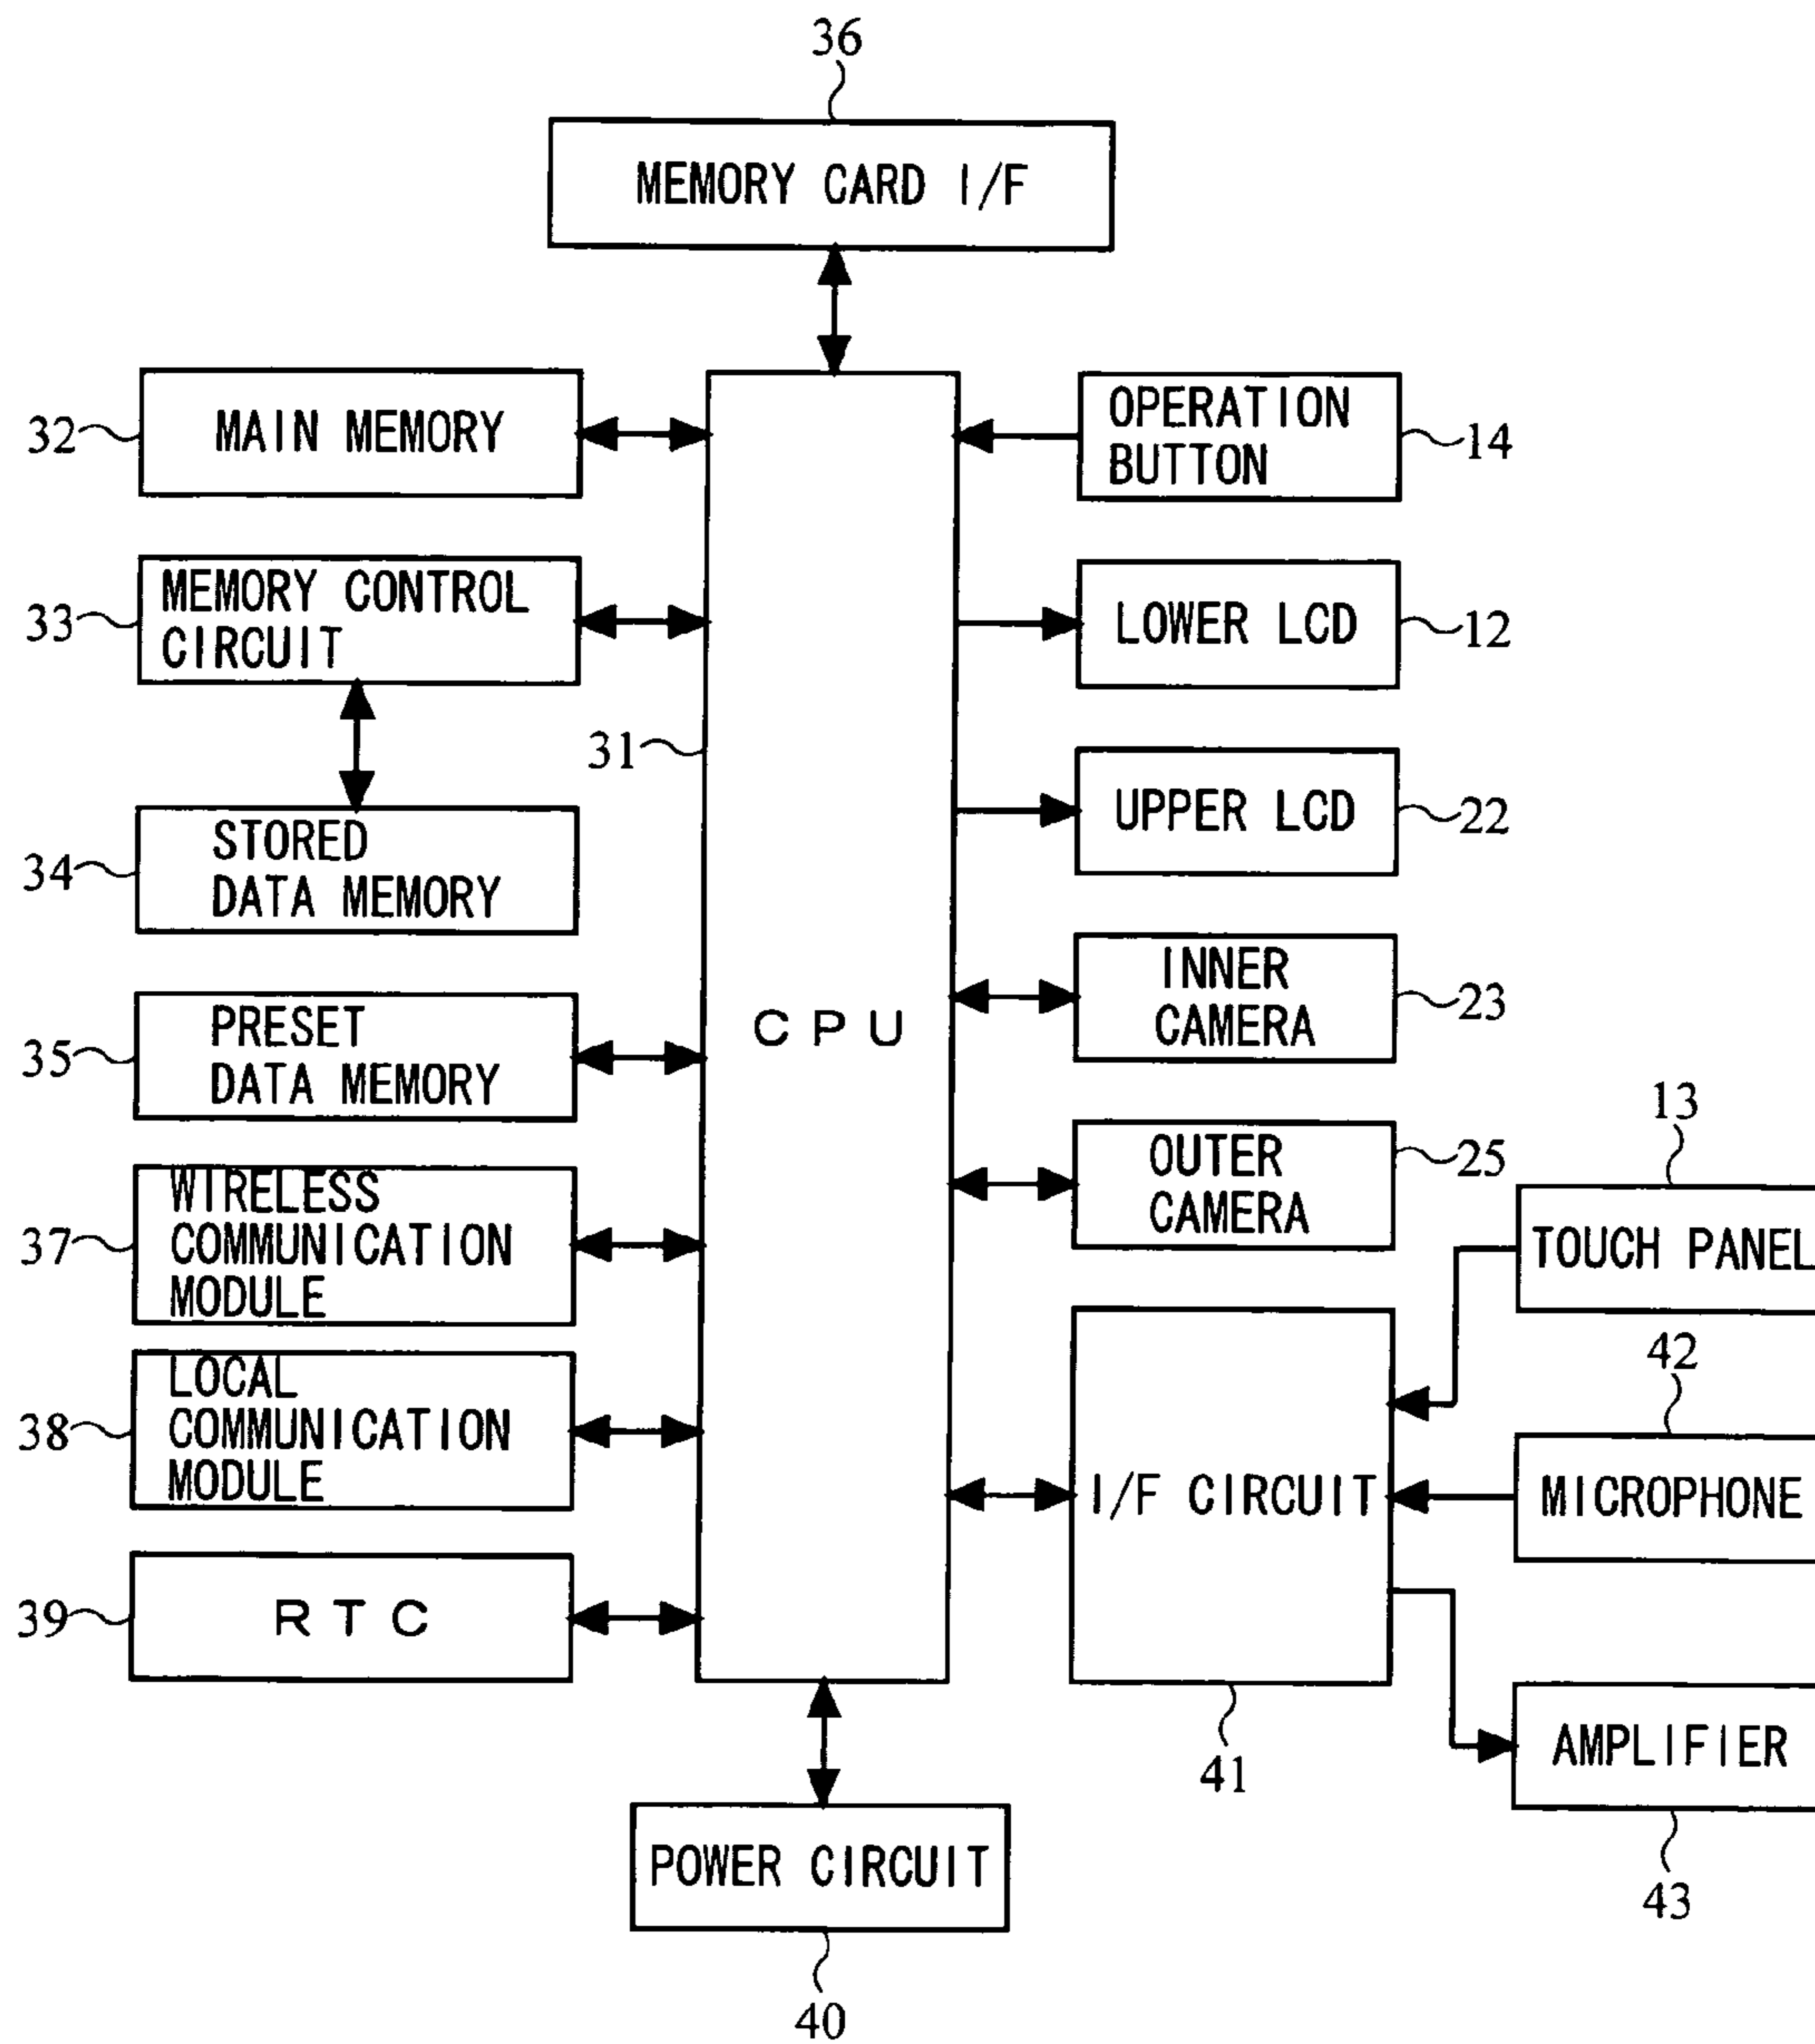 36
MEMORY CARD I/F
32
MAIN MEMORY
OPERATION
BUTTON
14
33
MEMORY CONTROL
CIRCUIT
LOWER LCD
12
31
34
STORED
DATA MEMORY
UPPER LCD
22
CPU
35
PRESET
DATA MEMORY
INNER
CAMERA
23
37
WIRELESS
COMMUNICATION
MODULE
OUTER
CAMERA
25
13
TOUCH PANEL
38
LOCAL
COMMUNICATION
MODULE
I/F CIRCUIT
42
MICROPHONE
39
RTC
41
AMPLIFIER
43
POWER CIRCUIT
40